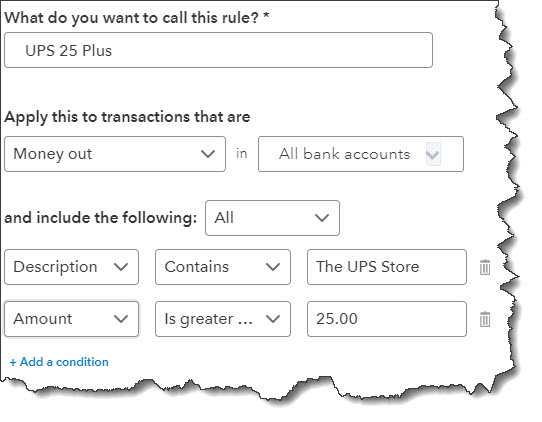 What do you want to call this rule? *
UPS 25 Plus
Apply this to transactions that are
Money out in All bank accounts
and include the following: All
Description Contains The UPS Store
Amount Is greater ... 25.00
+ Add a condition